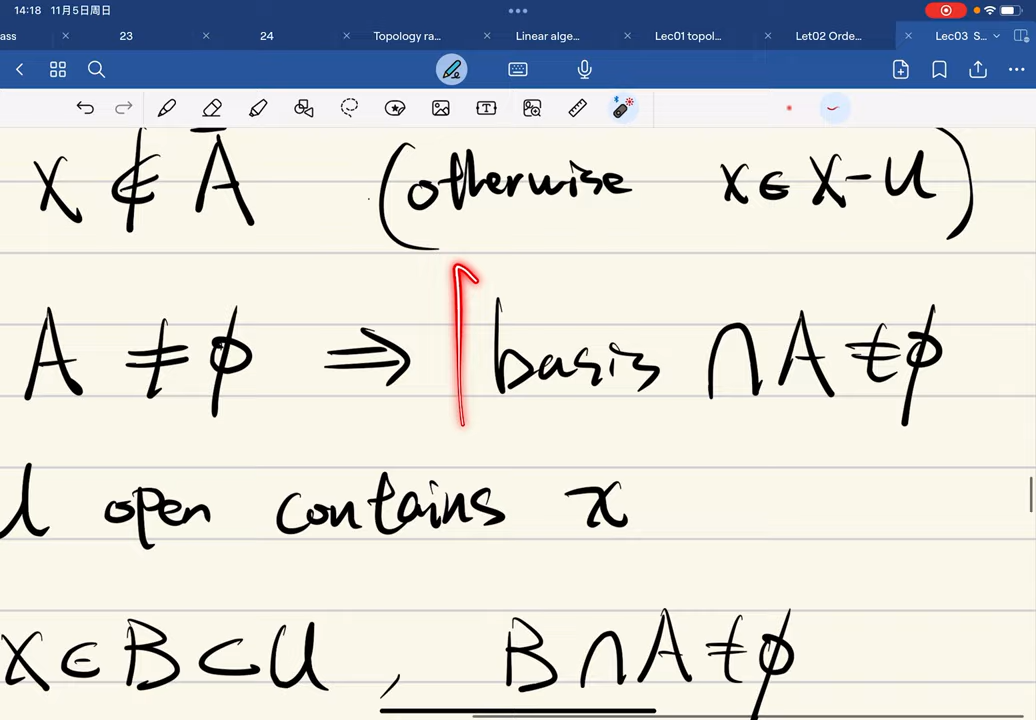 14:18 11月5日周日
ass 23 24 Topology ra... Linear alge... Lec01 topol... Let02 Orde... Lec03 S...
T
x ∉ Ā (otherwise x ∈ X - U)
A ≠ ϕ ⇒ basis ∩ A ≠ ϕ
open contains x
x ∈ B ⊂ U , B ∩ A ≠ ϕ